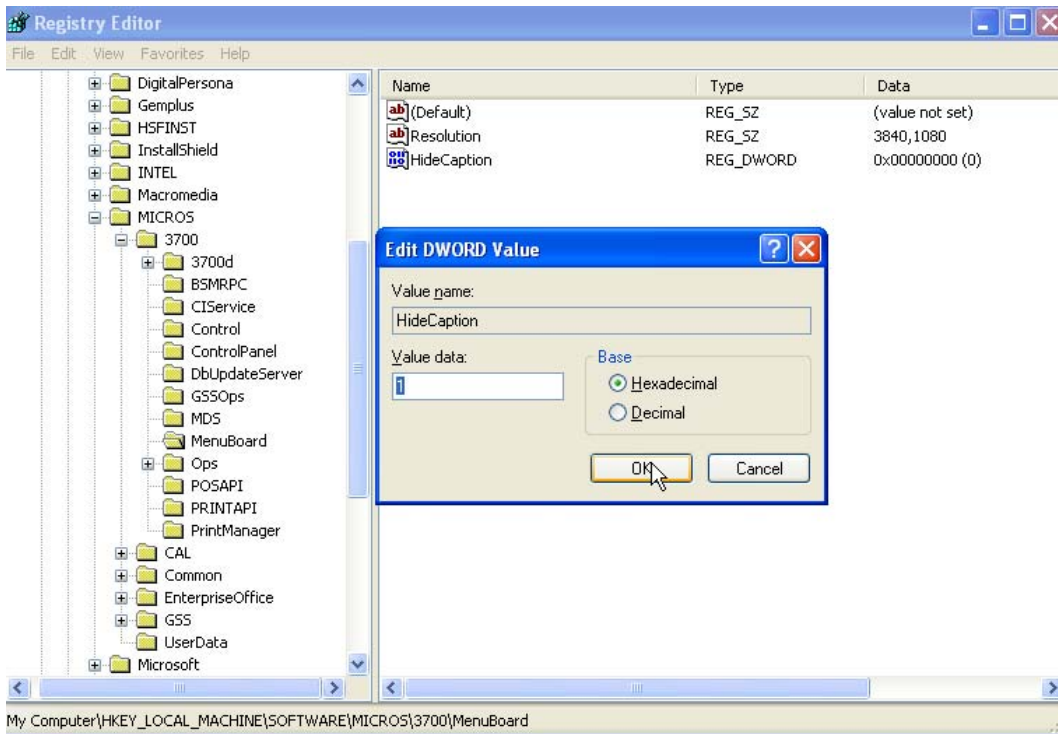 Registry Editor
File Edit View Favorites Help
DigitalPersona
Gemplus
HSFINST
InstallShield
INTEL
Macromedia
MICROS
3700
3700d
BSMRPC
CIService
Control
ControlPanel
DbUpdateServer
GSSOps
MDS
MenuBoard
Ops
POSAPI
PRINTAPI
PrintManager
CAL
Common
EnterpriseOffice
GSS
UserData
Microsoft
Name Type Data
(Default) REG_SZ (value not set)
Resolution REG_SZ 3840,1080
HideCaption REG_DWORD 0x00000000 (0)
Edit DWORD Value
Value name:
HideCaption
Value data:
1
Base
Hexadecimal
Decimal
OK Cancel
My Computer\HKEY_LOCAL_MACHINE\SOFTWARE\MICROS\3700\MenuBoard